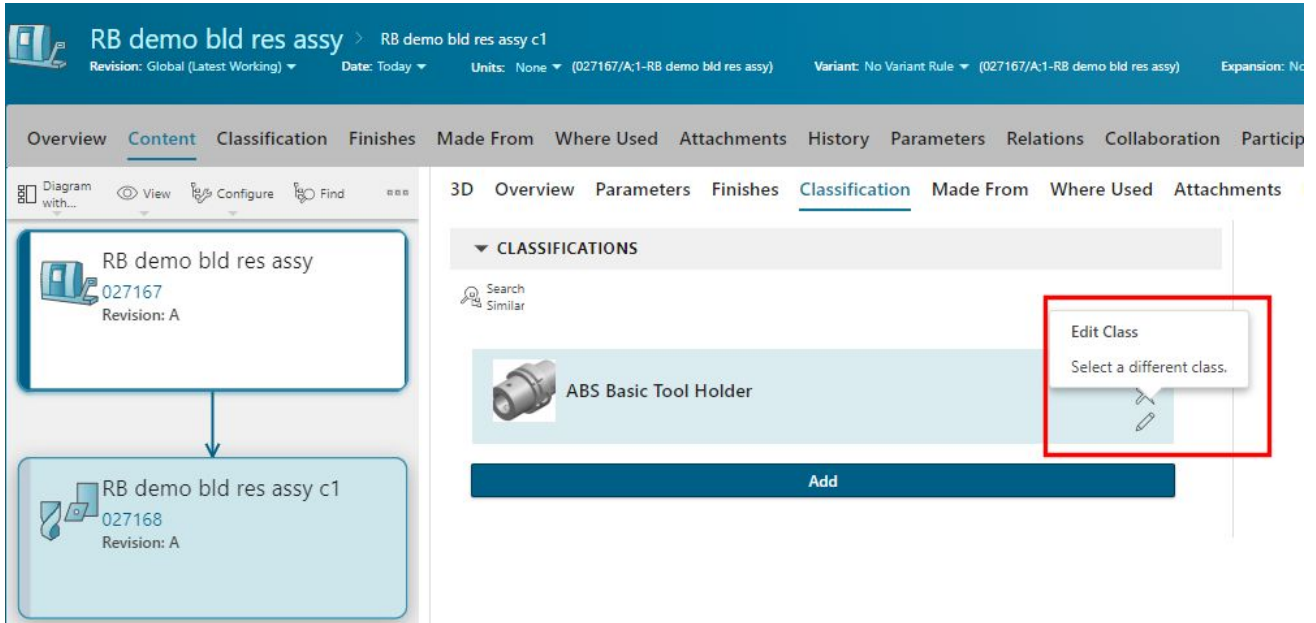 RB demo bld res assy > RB demo bld res assy c1
Revision: Global (Latest Working) Date: Today Units: None (027167/A;1-RB demo bld res assy) Variant: No Variant Rule (027167/A;1-RB demo bld res assy) Expansion: No
Overview Content Classification Finishes Made From Where Used Attachments History Parameters Relations Collaboration Particip
Diagram with... View Configure Find
3D Overview Parameters Finishes Classification Made From Where Used Attachments
RB demo bld res assy
027167
Revision: A
RB demo bld res assy c1
027168
Revision: A
CLASSIFICATIONS
Search
Similar
Edit Class
Select a different class.
ABS Basic Tool Holder
Add